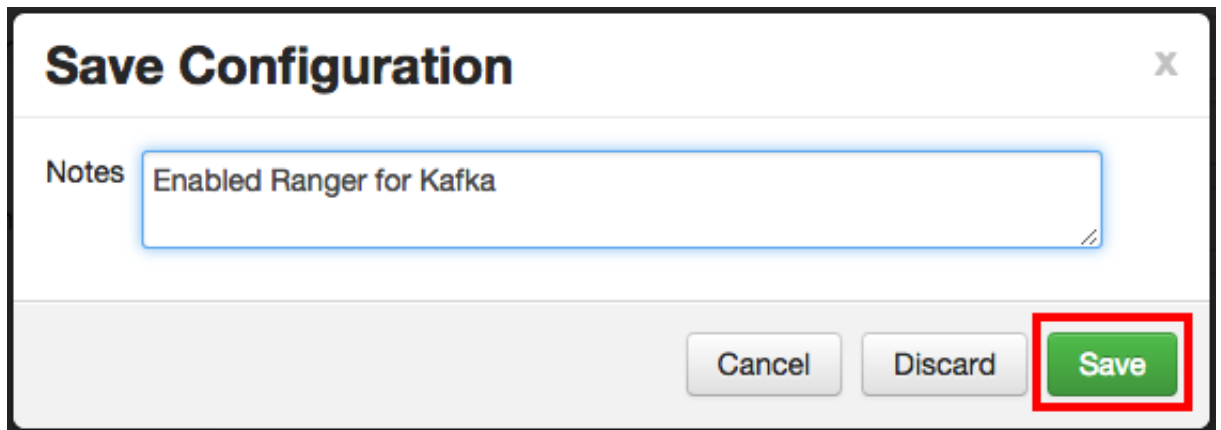 Save Configuration
x
Notes
Enabled Ranger for Kafka
Cancel
Discard
Save